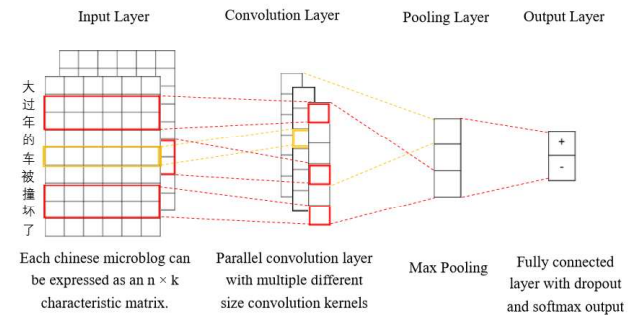 Input Layer
Convolution Layer
Pooling Layer
Output Layer
大
过
年
的
车
被
撞
坏
了
+
-
Each chinese microblog can
be expressed as an n × k
characteristic matrix.
Parallel convolution layer
with multiple different
size convolution kernels
Max Pooling
Fully connected
layer with dropout
and softmax output